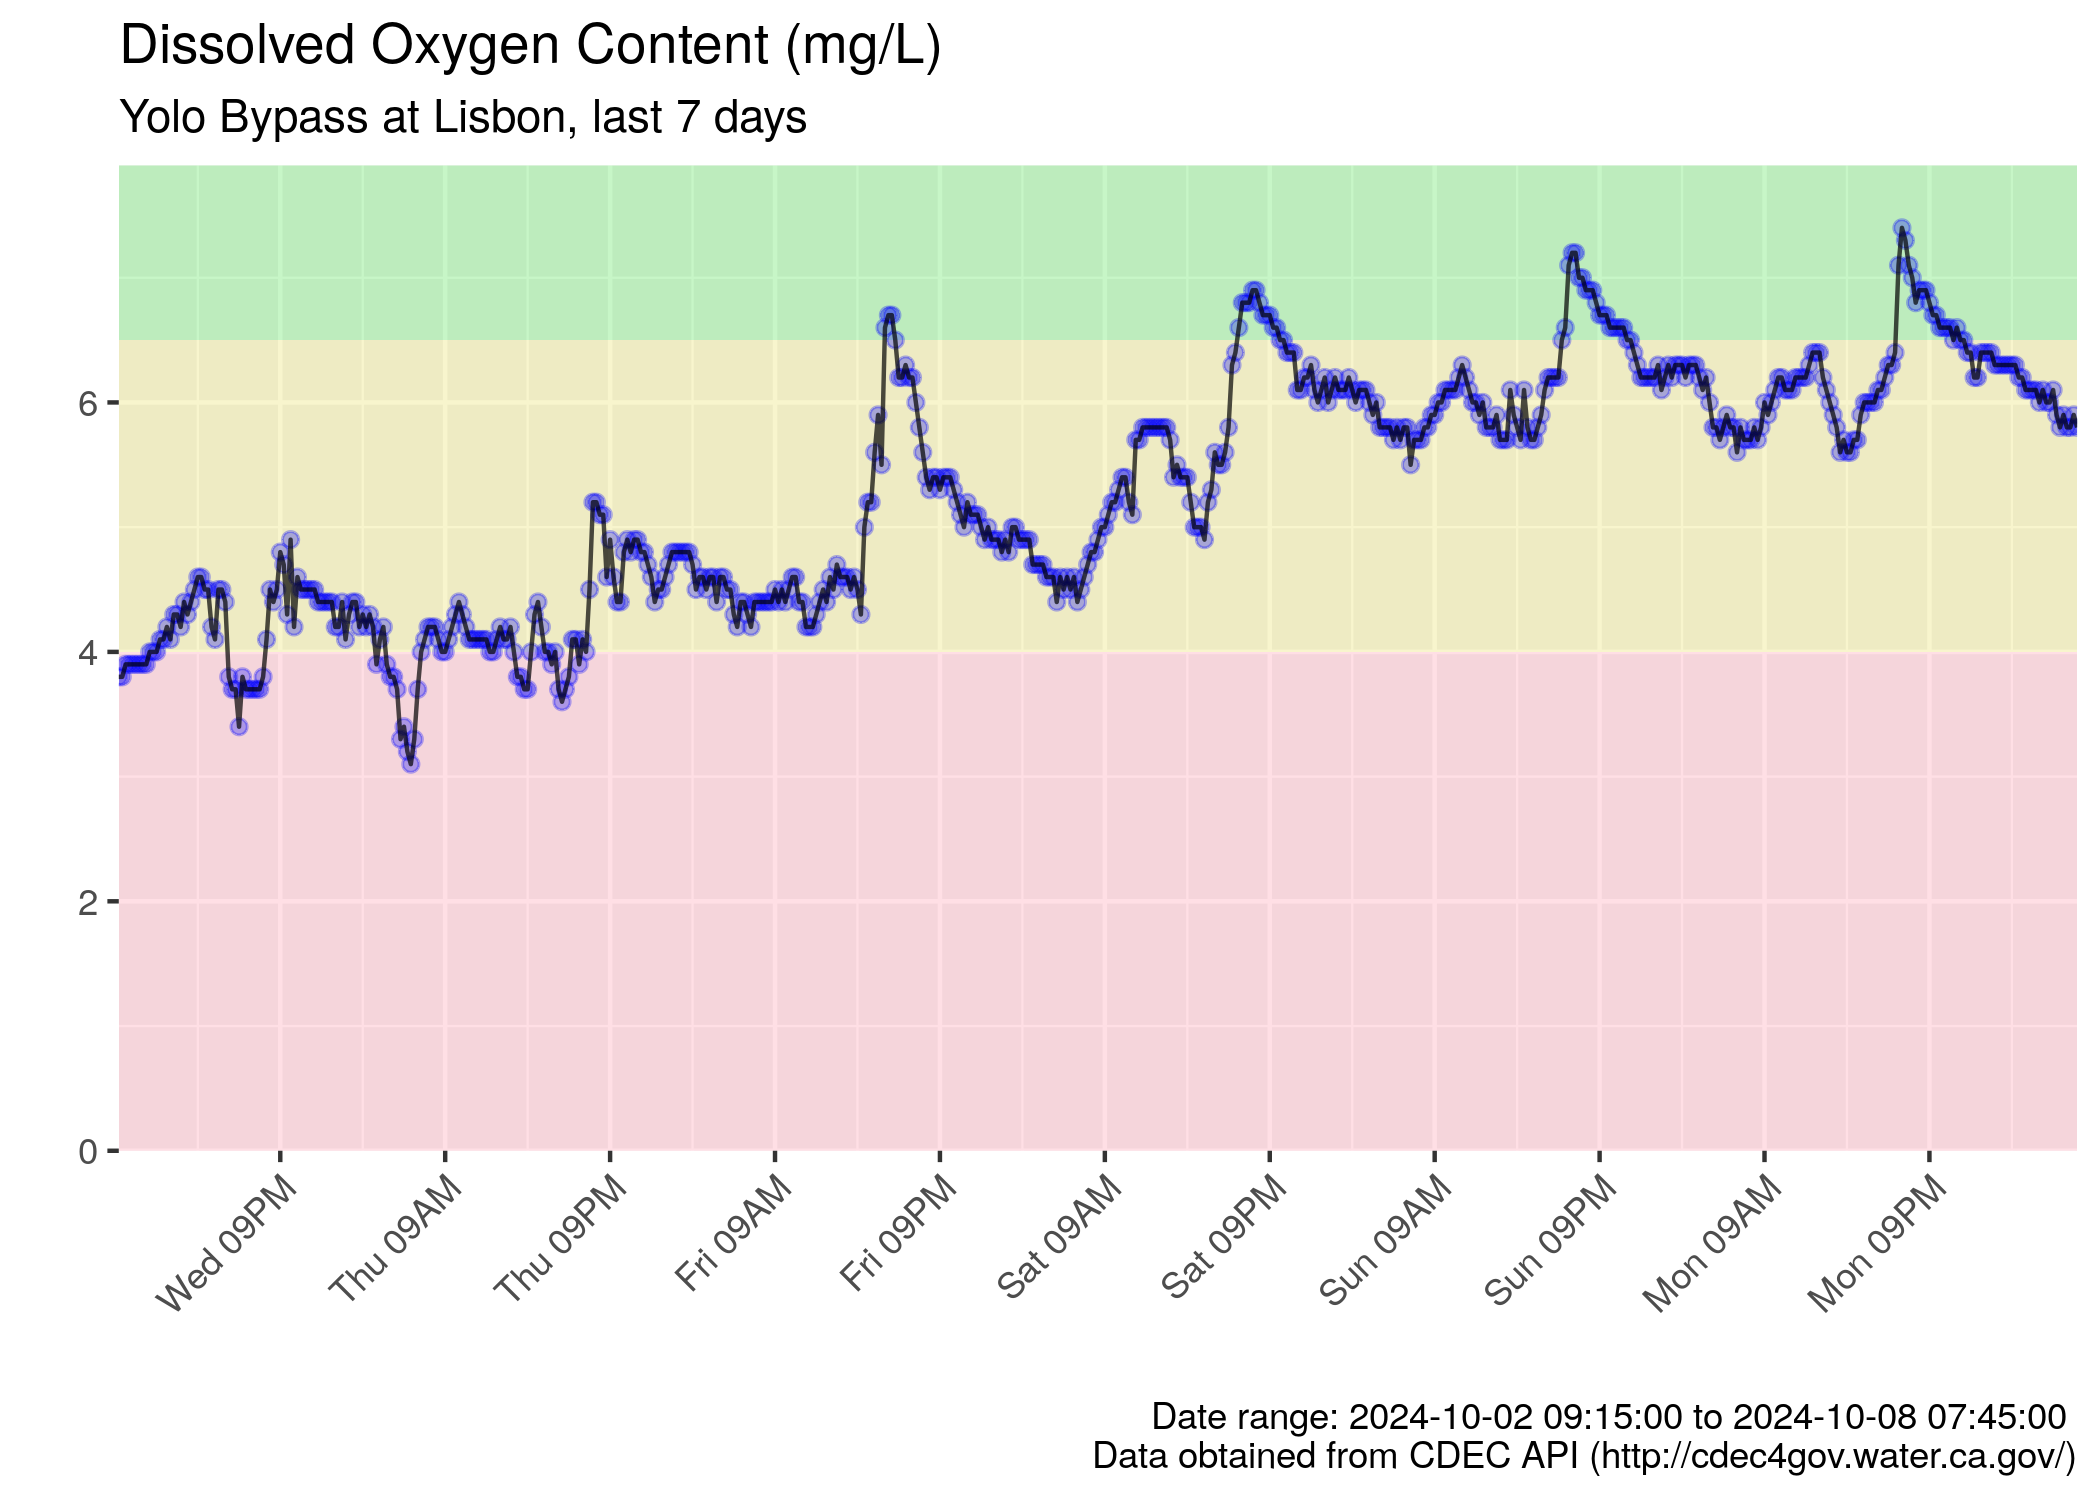 Dissolved Oxygen Content (mg/L)
Yolo Bypass at Lisbon, last 7 days
6
4
2
0
Wed 09PM
Thu 09AM
Thu 09PM
Fri 09AM
Fri 09PM
Sat 09AM
Sat 09PM
Sun 09AM
Sun 09PM
Mon 09AM
Mon 09PM
Date range: 2024-10-02 09:15:00 to 2024-10-08 07:45:00
Data obtained from CDEC API (http://cdec4gov.water.ca.gov/)